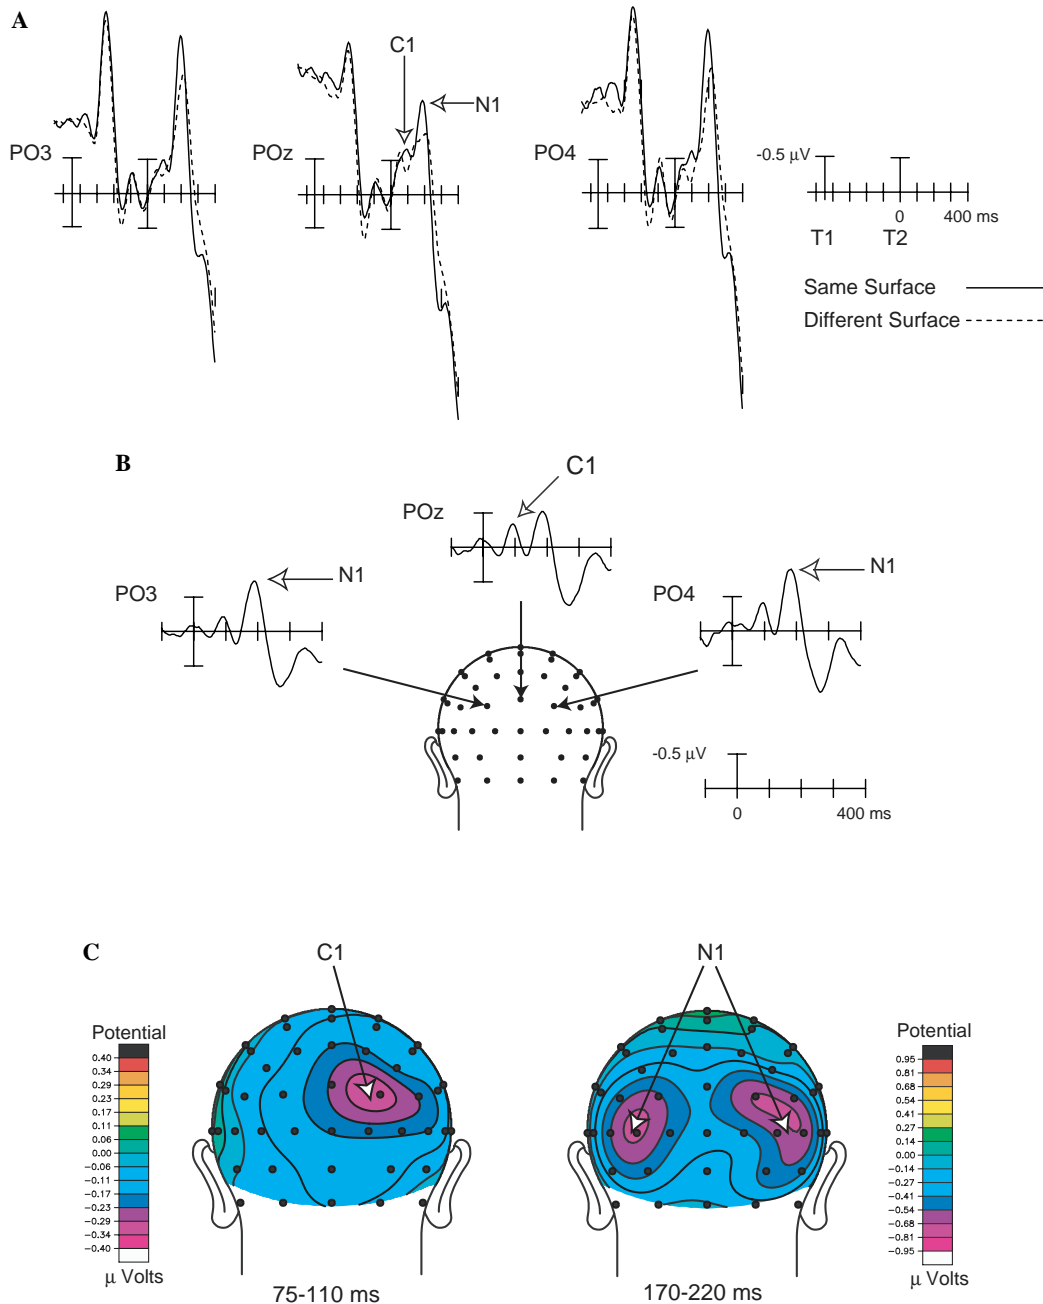 A
C1
N1
PO3
POz
PO4
-0.5 μV
0
400 ms
T1
T2
Same Surface
Different Surface
B
C1
POz
N1
PO3
N1
PO4
-0.5 μV
0
400 ms
C
C1
N1
Potential
0.40
0.34
0.29
0.23
0.17
0.11
0.06
0.00
−0.06
−0.11
−0.17
−0.23
−0.29
−0.34
−0.40
μ Volts
75-110 ms
170-220 ms
Potential
0.95
0.81
0.68
0.54
0.41
0.27
0.14
−0.00
−0.14
−0.27
−0.41
−0.54
−0.68
−0.81
−0.95
μ Volts